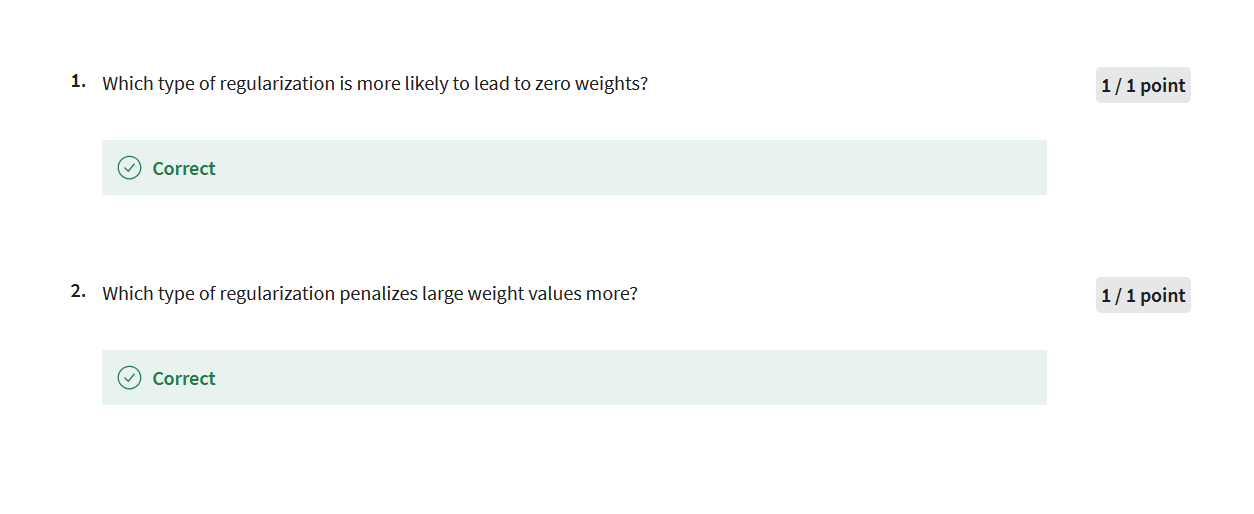 1. Which type of regularization is more likely to lead to zero weights?
1 / 1 point
Correct
2. Which type of regularization penalizes large weight values more?
1 / 1 point
Correct